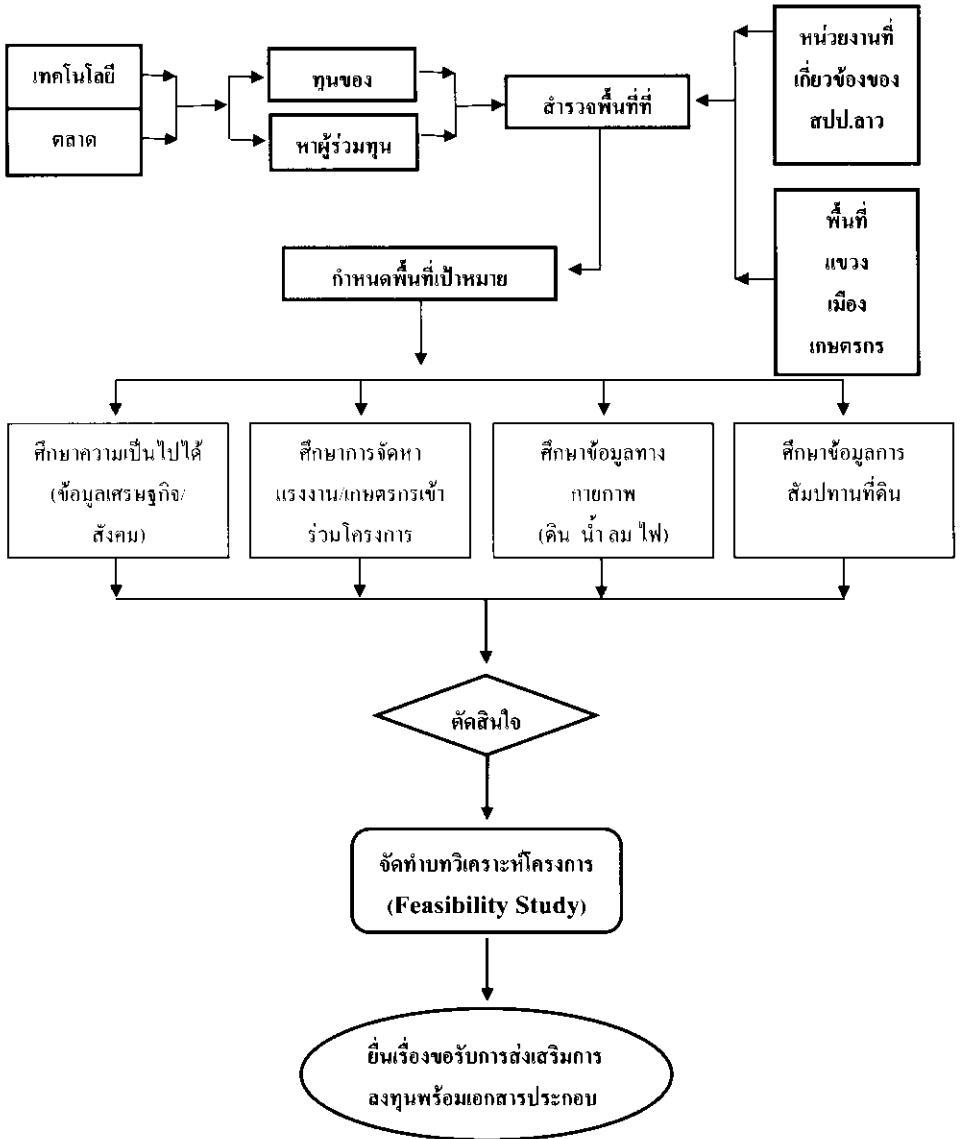 เทคโนโลยี
ตลาด
ทุนของ
หาผู้ร่วมทุน
สำรวจพื้นที่ที่
หน่วยงานที่
เกี่ยวข้องของ
สปป.ลาว
พื้นที่
แขวง
เมือง
เกษตรกร
กำหนดพื้นที่เป้าหมาย
ศึกษาความเป็นไปได้
(ข้อมูลเศรษฐกิจ/
สังคม)
ศึกษาการจัดหา
แรงงาน/เกษตรกรเข้า
ร่วมโครงการ
ศึกษาข้อมูลทาง
กายภาพ
(ดิน น้ำ ลม ไฟ)
ศึกษาข้อมูลการ
สัมปทานที่ดิน
ตัดสินใจ
จัดทำบทวิเคราะห์โครงการ
(Feasibility Study)
ยื่นเรื่องขอรับการส่งเสริมการ
ลงทุนพร้อมเอกสารประกอบ